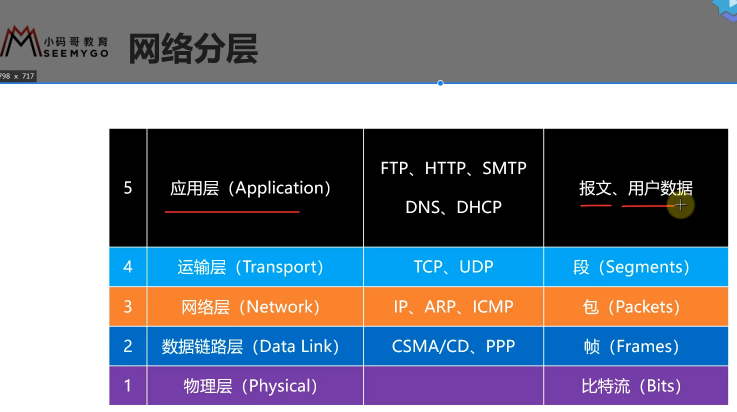 小码哥教育
SEEMYGO
网络分层
798 x 717
5 应用层（Application） FTP、HTTP、SMTP DNS、DHCP 报文、用户数据
4 运输层（Transport） TCP、UDP 段（Segments）
3 网络层（Network） IP、ARP、ICMP 包（Packets）
2 数据链路层（Data Link） CSMA/CD、PPP 帧（Frames）
1 物理层（Physical） 比特流（Bits）